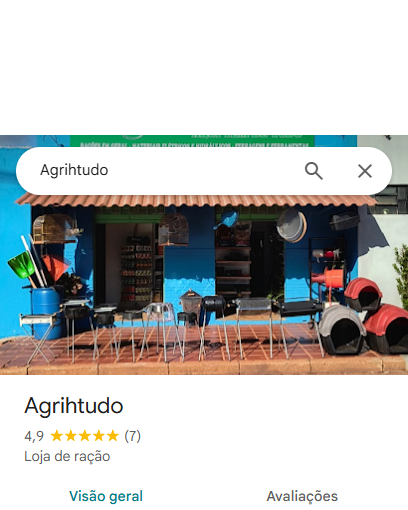 RAÇÕES EM GERAL - MATERIAIS ELÉTRICOS E HIDRÁULICOS - FERRAGENS E FERRAMENTAS
Agrihtudo
Agrihtudo
4,9 ★★★★★ (7)
Loja de ração
Visão geral
Avaliações